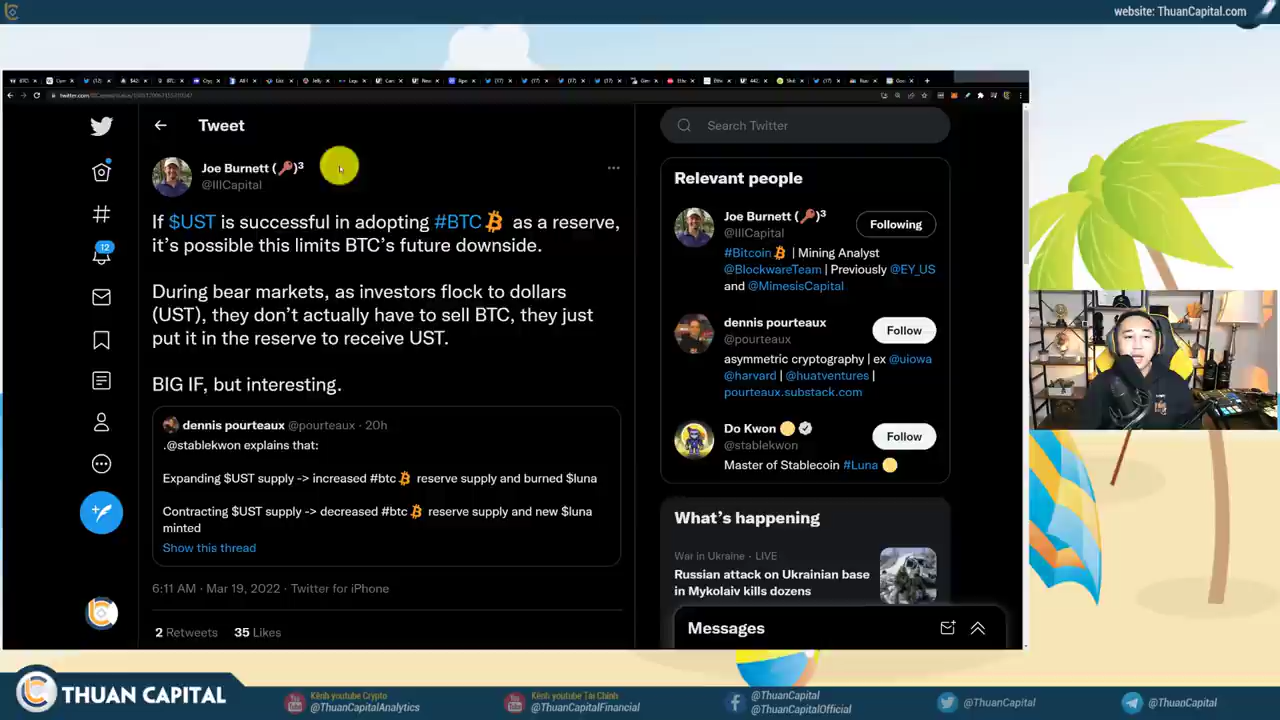 website: ThuanCapital.com
Tweet
Search Twitter
Joe Burnett (🔑)³
@IIICapital
If $UST is successful in adopting #BTC as a reserve,
it's possible this limits BTC's future downside.
During bear markets, as investors flock to dollars
(UST), they don't actually have to sell BTC, they just
put it in the reserve to receive UST.
BIG IF, but interesting.
dennis pourteaux @pourteaux · 20h
.@stablekwon explains that:
Expanding $UST supply -> increased #btc reserve supply and burned $luna
Contracting $UST supply -> decreased #btc reserve supply and new $luna
minted
Show this thread
6:11 AM · Mar 19, 2022 · Twitter for iPhone
2 Retweets 35 Likes
12
Relevant people
Joe Burnett (🔑)³
@IIICapital
Following
#Bitcoin | Mining Analyst
@BlockwareTeam | Previously @EY_US
and @MimesisCapital
dennis pourteaux
@pourteaux
Follow
asymmetric cryptography | ex @uiowa
@harvard | @huatventures |
pourteaux.substack.com
Do Kwon
@stablekwon
Follow
Master of Stablecoin #Luna
What's happening
War in Ukraine · LIVE
Russian attack on Ukrainian base
in Mykolaiv kills dozens
Messages
THUAN CAPITAL
Kênh youtube Crypto
@ThuanCapitalAnalytics
Kênh youtube Tài Chính
@ThuanCapitalFinancial
@ThuanCapital
@ThuanCapitalOfficial
@ThuanCapital
@ThuanCapital